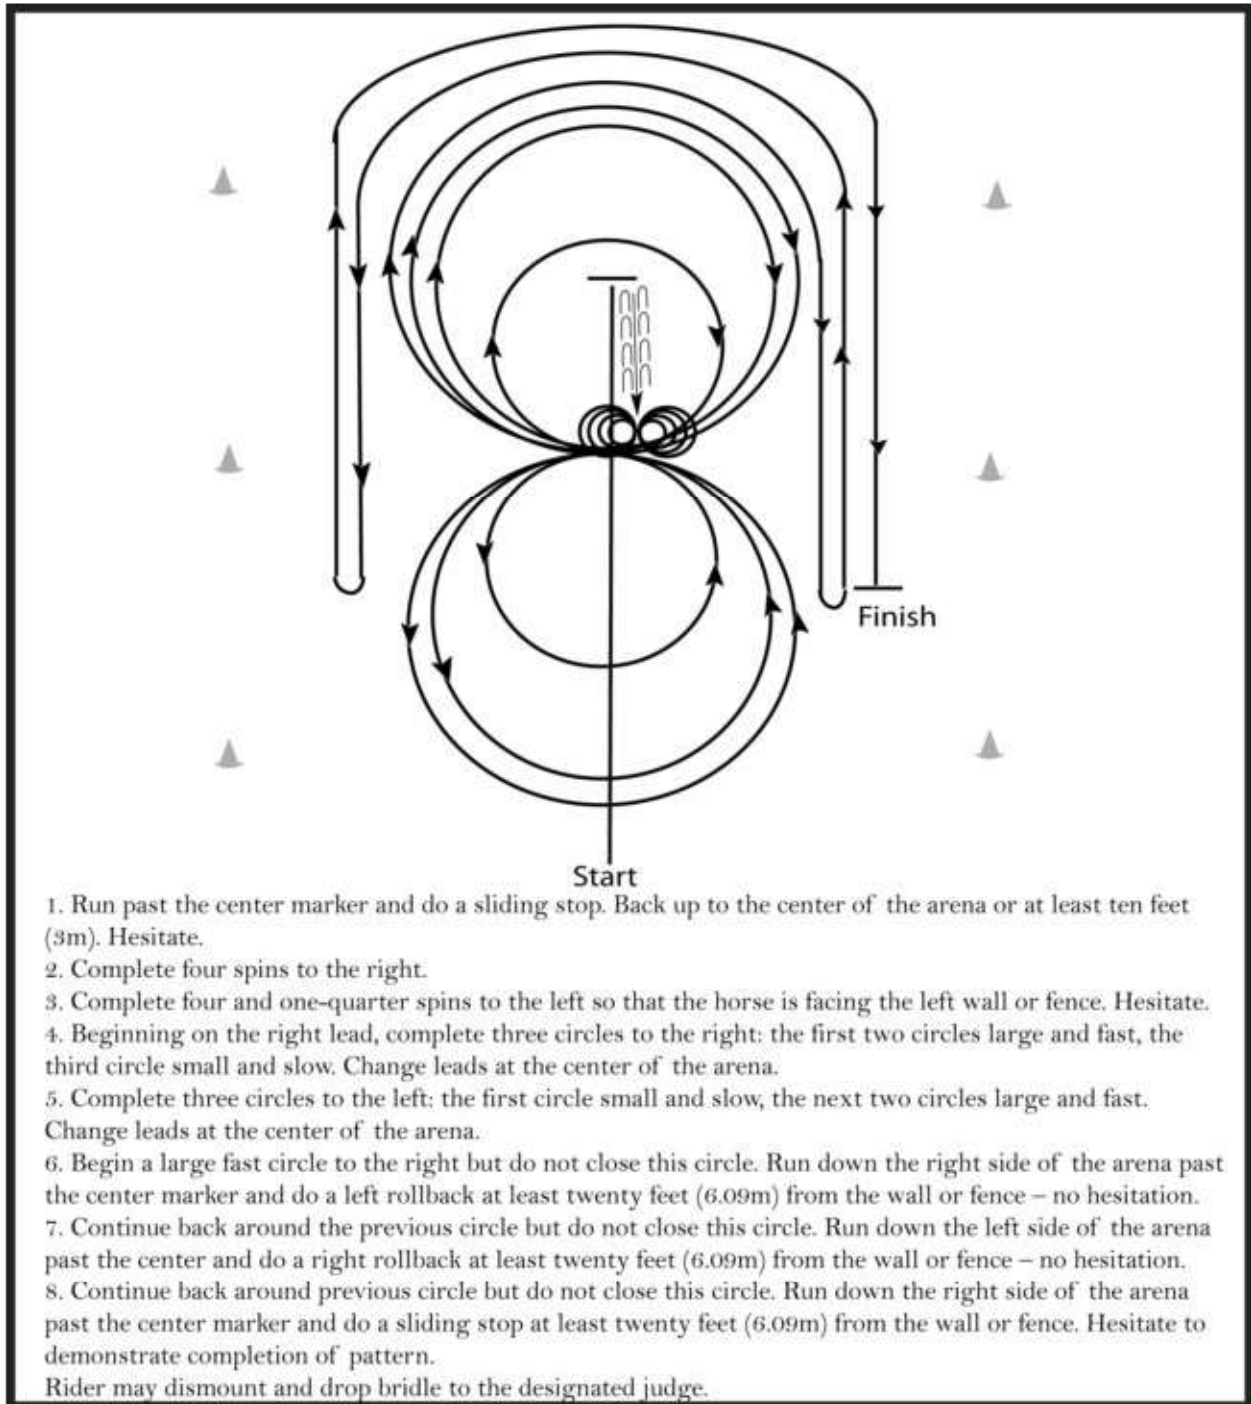 Finish
Start
1. Run past the center marker and do a sliding stop. Back up to the center of the arena or at least ten feet
(3m). Hesitate.
2. Complete four spins to the right.
3. Complete four and one-quarter spins to the left so that the horse is facing the left wall or fence. Hesitate.
4. Beginning on the right lead, complete three circles to the right: the first two circles large and fast, the
third circle small and slow. Change leads at the center of the arena.
5. Complete three circles to the left: the first circle small and slow, the next two circles large and fast.
Change leads at the center of the arena.
6. Begin a large fast circle to the right but do not close this circle. Run down the right side of the arena past
the center marker and do a left rollback at least twenty feet (6.09m) from the wall or fence – no hesitation.
7. Continue back around the previous circle but do not close this circle. Run down the left side of the arena
past the center and do a right rollback at least twenty feet (6.09m) from the wall or fence – no hesitation.
8. Continue back around previous circle but do not close this circle. Run down the right side of the arena
past the center marker and do a sliding stop at least twenty feet (6.09m) from the wall or fence. Hesitate to
demonstrate completion of pattern.
Rider may dismount and drop bridle to the designated judge.